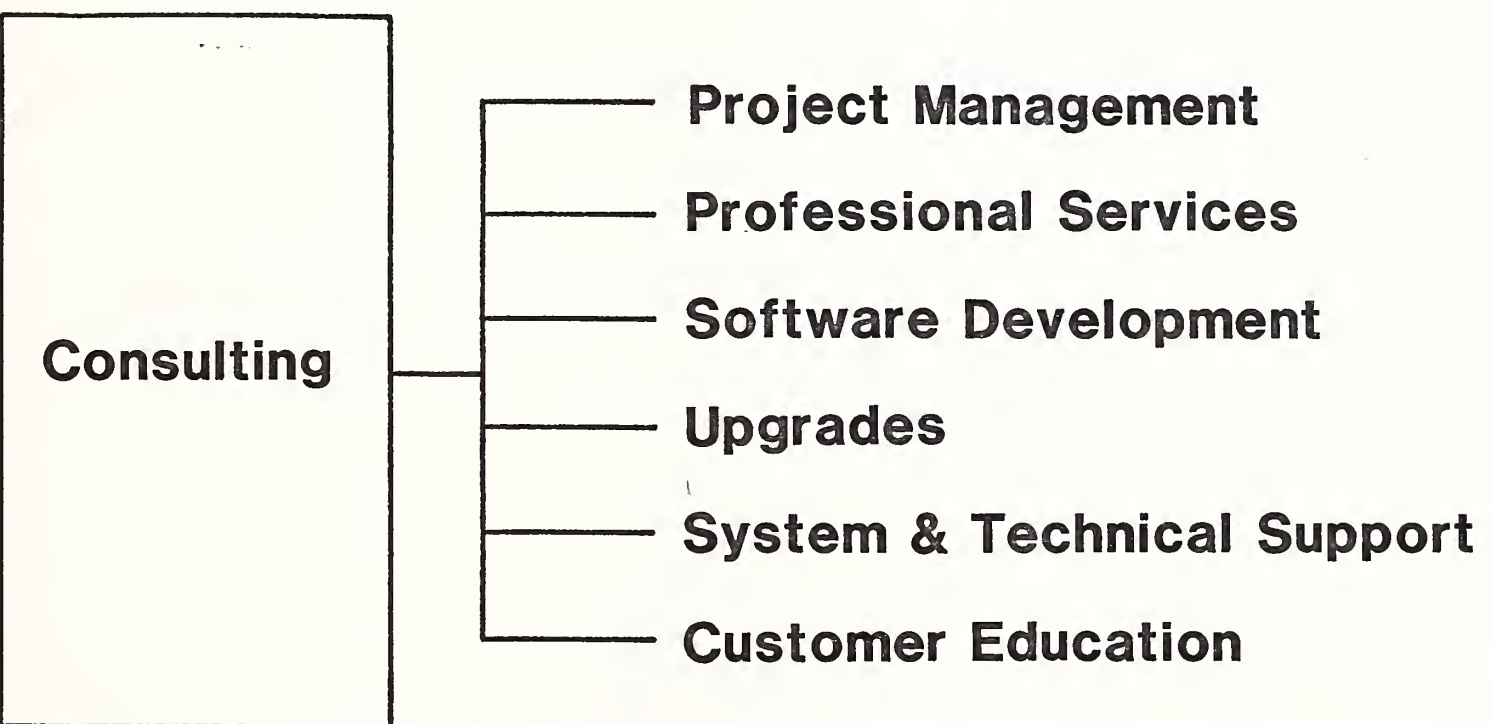 Consulting
Project Management
Professional Services
Software Development
Upgrades
System & Technical Support
Customer Education